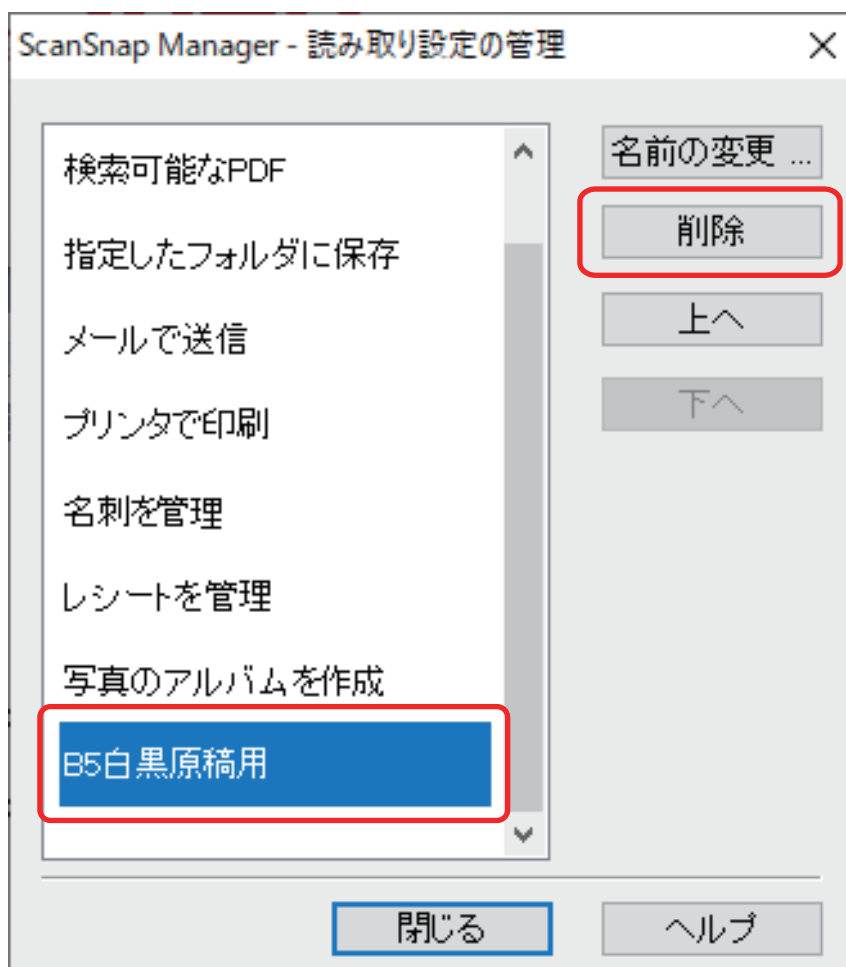 ScanSnap Manager - 読み取り設定の管理
検索可能なPDF
指定したフォルダに保存
メールで送信
プリンタで印刷
名刺を管理
レシートを管理
写真のアルバムを作成
B5白黒原稿用
名前の変更 ...
削除
上へ
下へ
閉じる
ヘルプ